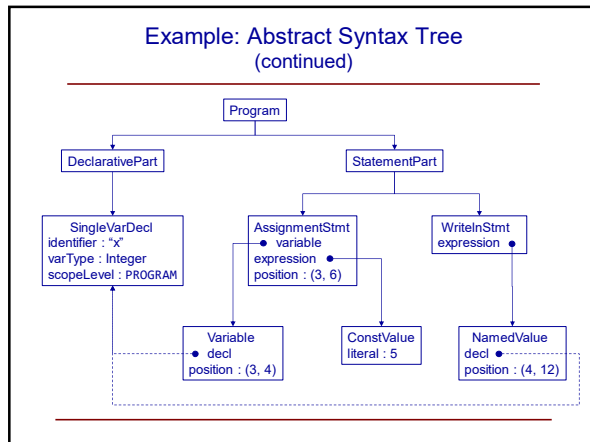 Example: Abstract Syntax Tree
(continued)
Program
DeclarativePart
StatementPart
SingleVarDecl
identifier : “x”
varType : Integer
scopeLevel : PROGRAM
AssignmentStmt
variable
expression
position : (3, 6)
WritelnStmt
expression
Variable
decl
position : (3, 4)
ConstValue
literal : 5
NamedValue
decl
position : (4, 12)